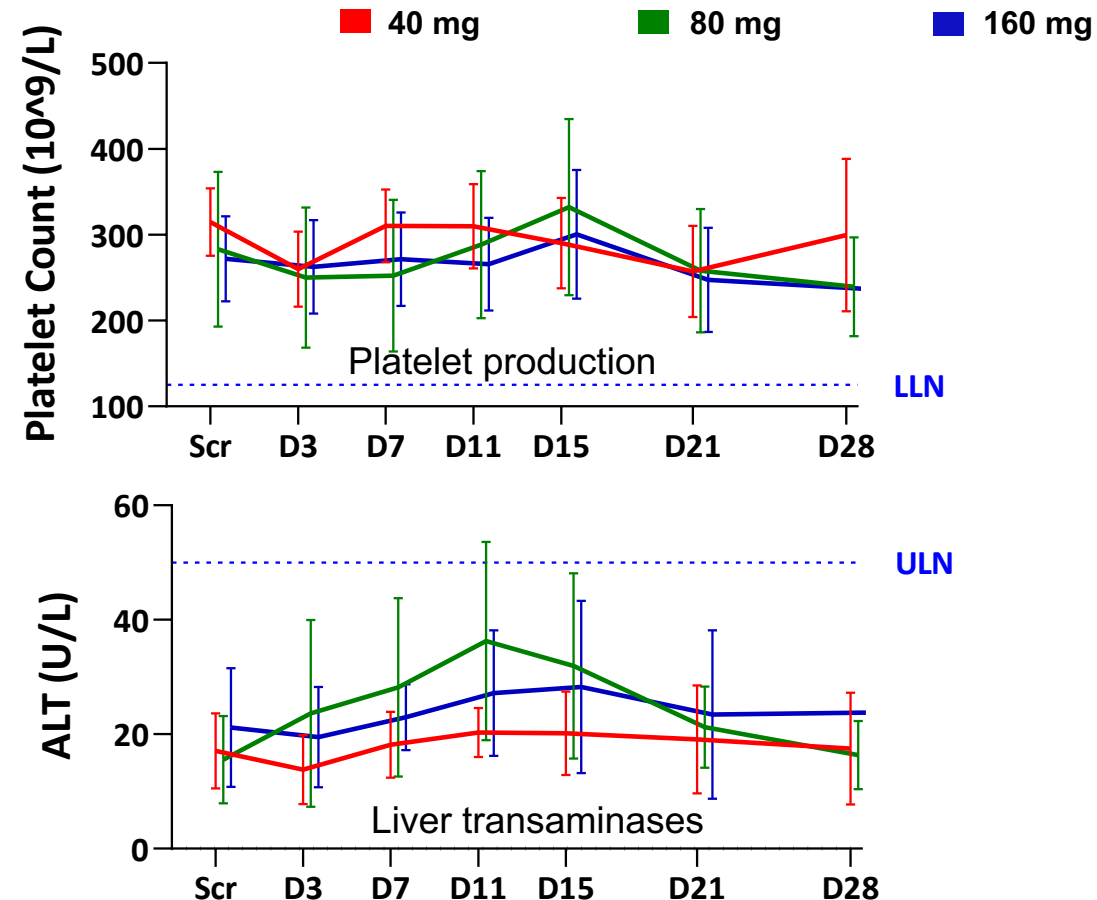 40 mg 80 mg 160 mg
Platelet Count (10^9/L)
500
400
300
200
100
Platelet production
LLN
Scr D3 D7 D11 D15 D21 D28
ALT (U/L)
60
40
20
0
ULN
Liver transaminases
Scr D3 D7 D11 D15 D21 D28